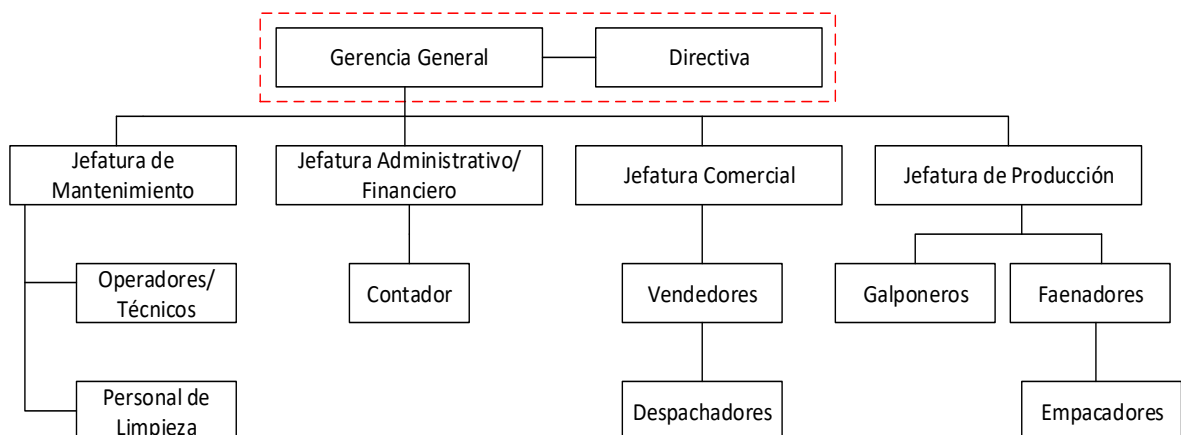 Gerencia General
Directiva
Jefatura de
Mantenimiento
Jefatura Administrativo/
Financiero
Jefatura Comercial
Jefatura de Producción
Operadores/
Técnicos
Contador
Vendedores
Galponeros
Faenadores
Personal de
Limpieza
Despachadores
Empacadores